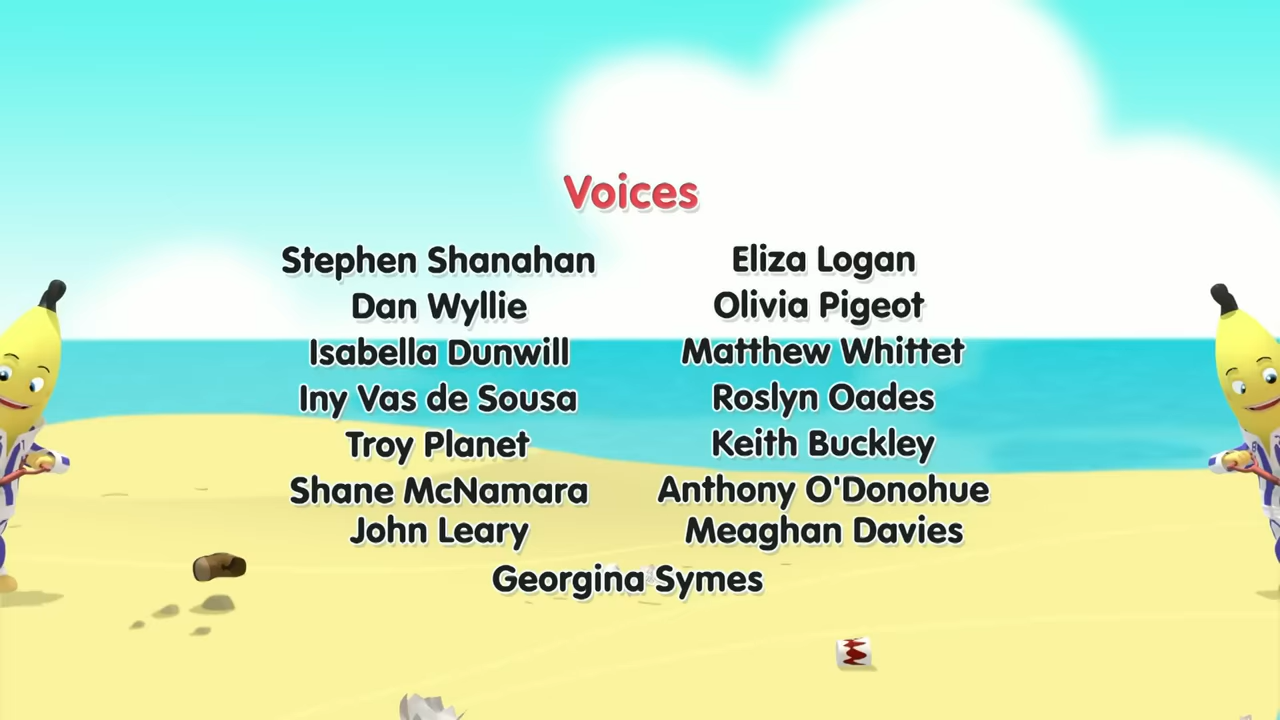 Voices
Stephen Shanahan
Eliza Logan
Dan Wyllie
Olivia Pigeot
Isabella Dunwill
Matthew Whittet
Iny Vas de Sousa
Roslyn Oades
Troy Planet
Keith Buckley
Shane McNamara
Anthony O'Donohue
John Leary
Meaghan Davies
Georgina Symes